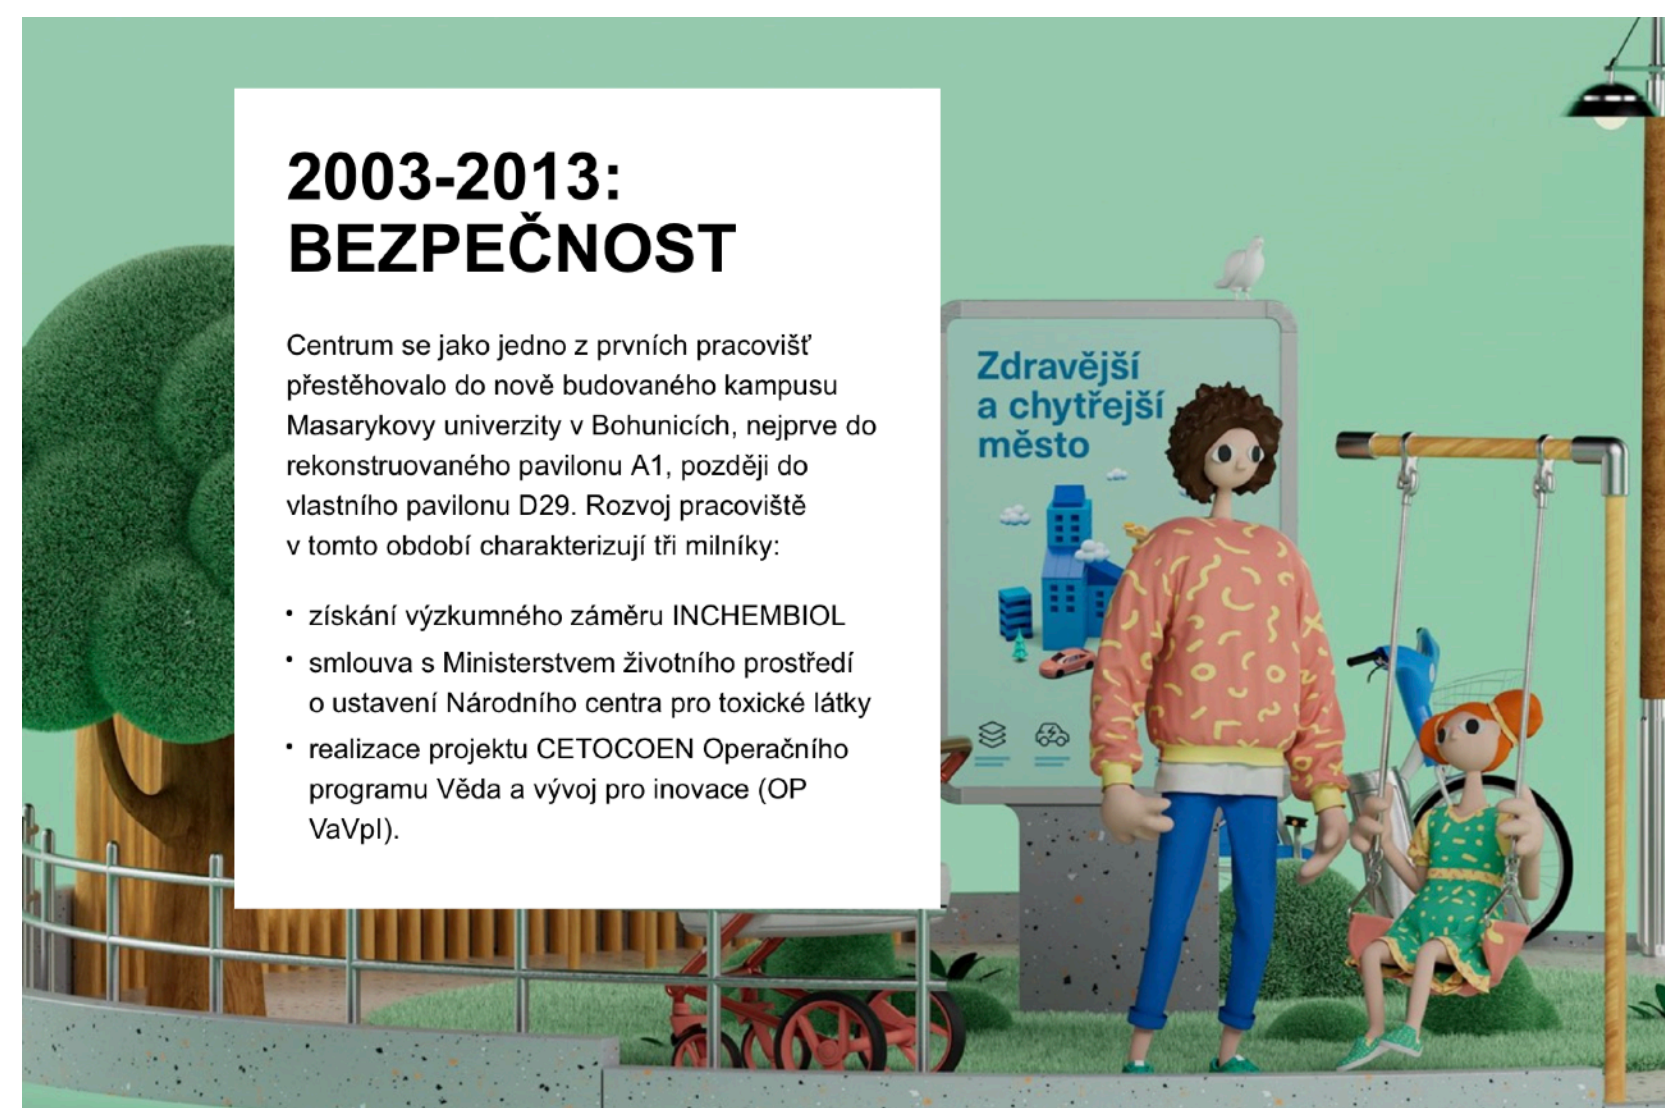 2003-2013:
BEZPEČNOST
Centrum se jako jedno z prvních pracovišť
přestěhovalo do nově budovaného kampusu
Masarykovy univerzity v Bohunicích, nejprve do
rekonstruovaného pavilonu A1, později do
vlastního pavilonu D29. Rozvoj pracoviště
v tomto období charakterizují tři milníky:
• získání výzkumného záměru INCHEMBIOL
• smlouva s Ministerstvem životního prostředí
o ustavení Národního centra pro toxické látky
• realizace projektu CETOCOEN Operačního
programu Věda a vývoj pro inovace (OP
VaVpI).
Zdravější
a chytřejší
město